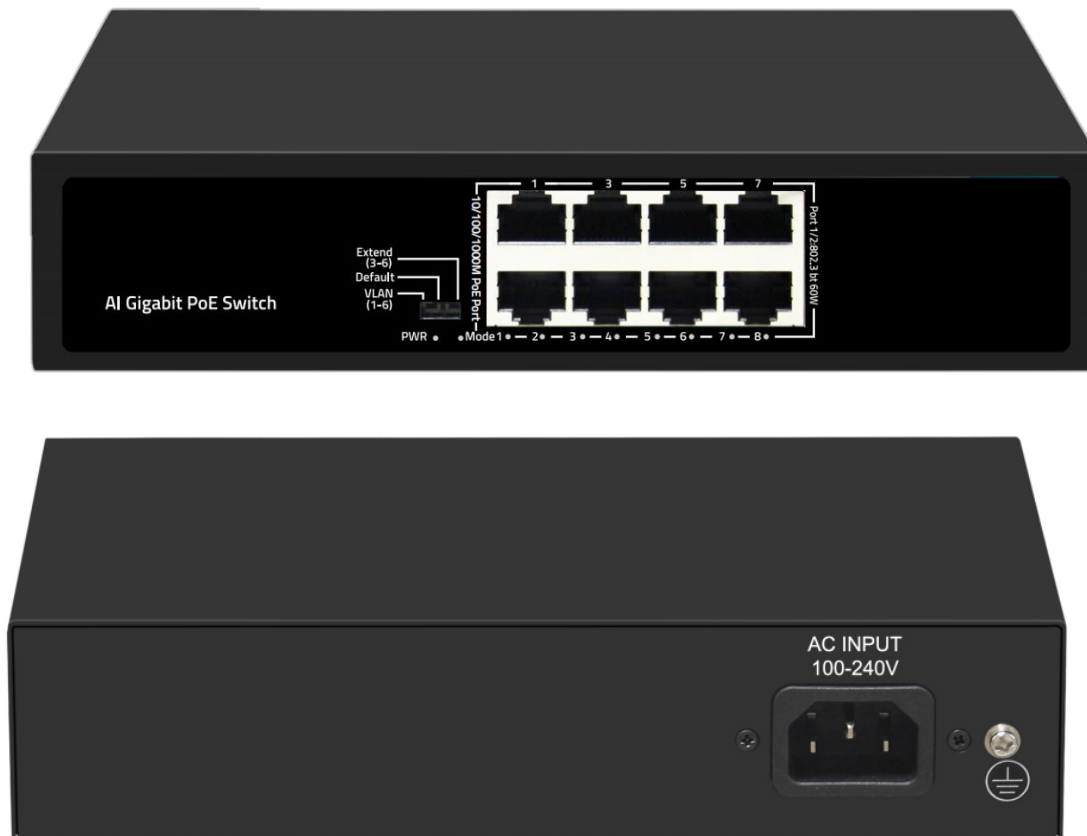 AI Gigabit PoE Switch
Extend
(3-6)
Default
VLAN
(1-6)
PWR
Mode
10/100/1000M PoE Port
1 3 5 7
1 2 3 4 5 6 7 8
Port 1/2:802.3 bt 60W
AC INPUT
100-240V